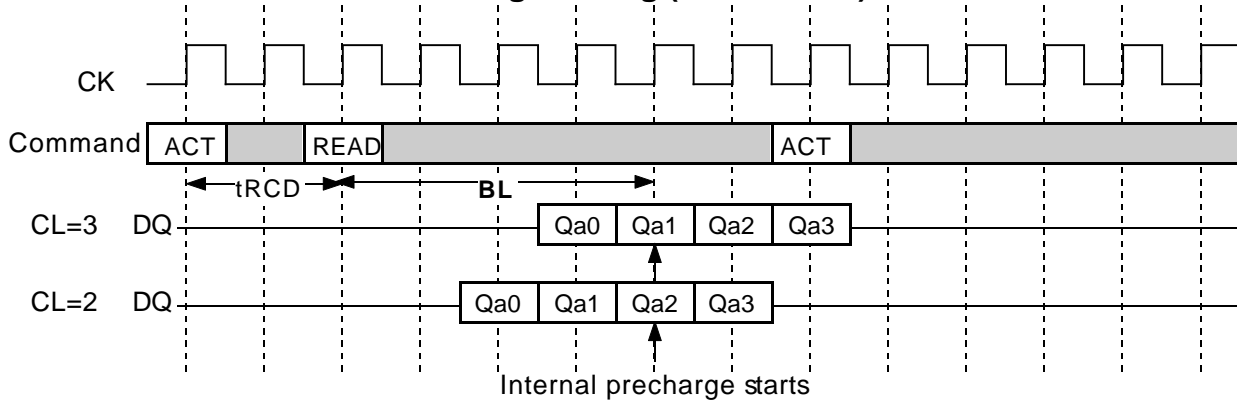 CK
Command ACT READ ACT
tRCD BL
CL=3 DQ Qa0 Qa1 Qa2 Qa3
CL=2 DQ Qa0 Qa1 Qa2 Qa3
Internal precharge starts